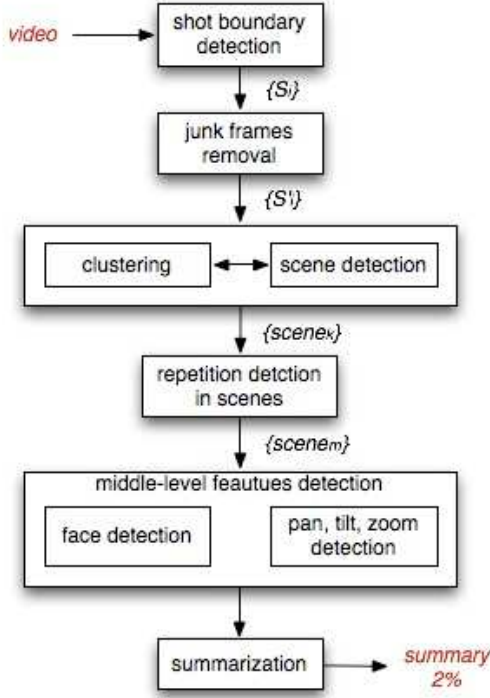 video
shot boundary
detection
{Si}
junk frames
removal
{S'i}
clustering
scene detection
{scenek}
repetition detction
in scenes
{scenem}
middle-level feautues detection
face detection
pan, tilt, zoom
detection
summarization
summary
2%